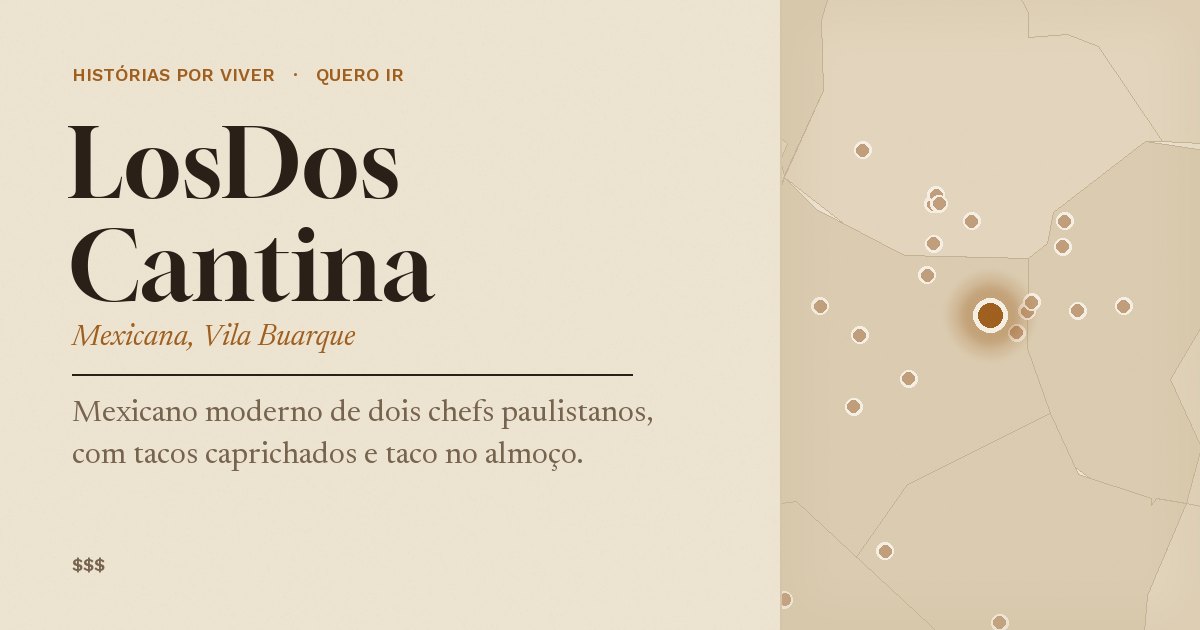 HISTÓRIAS POR VIVER · QUERO IR
LosDos
Cantina
Mexicana, Vila Buarque
Mexicano moderno de dois chefs paulistanos,
com tacos caprichados e taco no almoço.
$$$